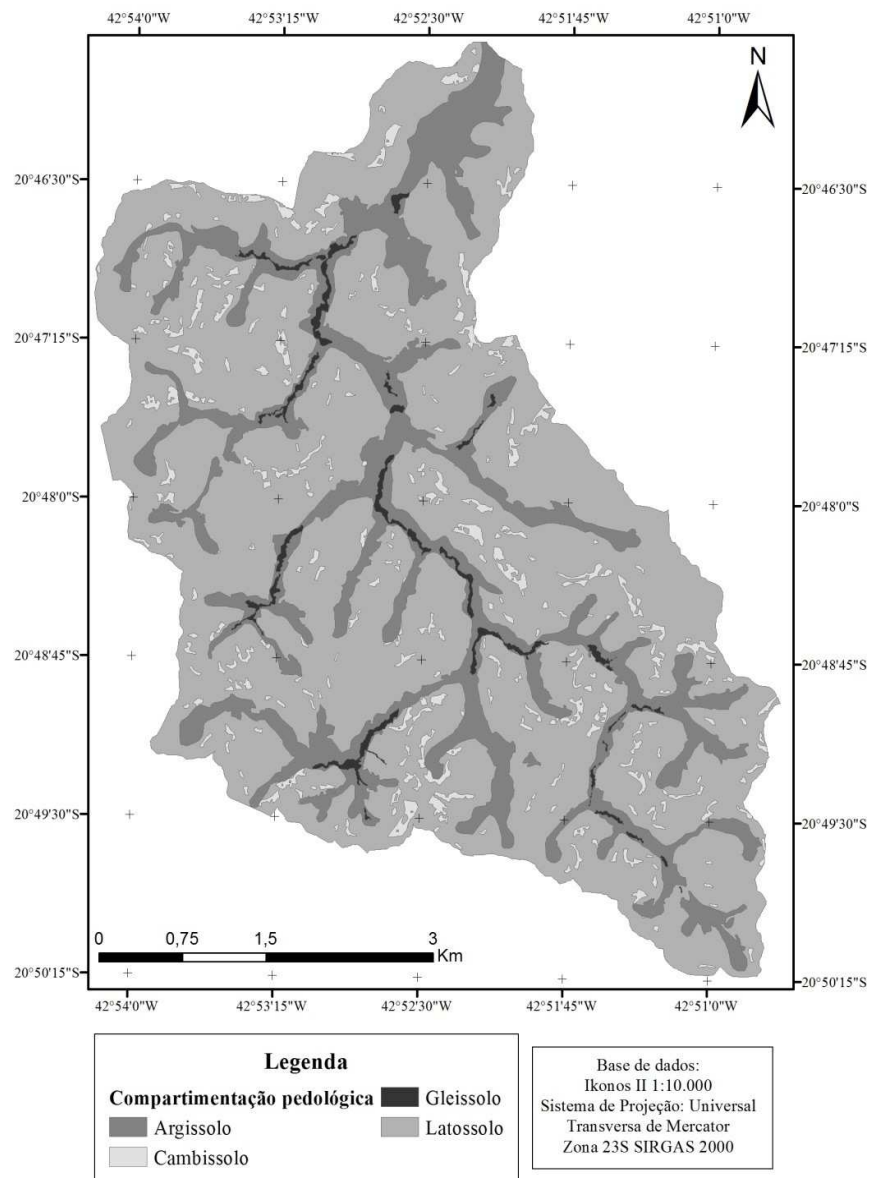 42°54'0"W 42°53'15"W 42°52'30"W 42°51'45"W 42°51'0"W
N
20°46'30"S 20°46'30"S
20°47'15"S 20°47'15"S
20°48'0"S 20°48'0"S
20°48'45"S 20°48'45"S
20°49'30"S 20°49'30"S
0 0,75 1,5 3
Km
20°50'15"S 20°50'15"S
42°54'0"W 42°53'15"W 42°52'30"W 42°51'45"W 42°51'0"W
Legenda
Compartimentação pedológica
Argissolo
Cambissolo
Gleissolo
Latossolo
Base de dados:
Ikonos II 1:10.000
Sistema de Projeção: Universal
Transversa de Mercator
Zona 23S SIRGAS 2000